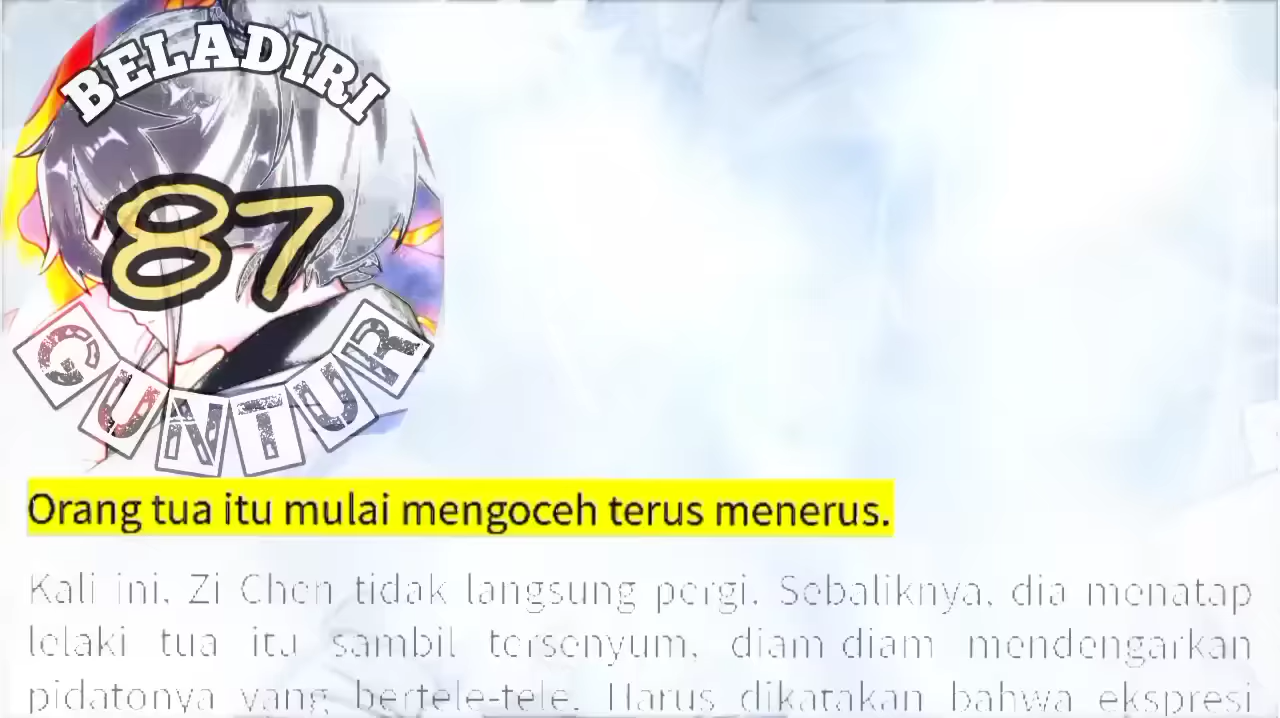 BELADIRI
87
GUNTUR
Orang tua itu mulai mengoceh terus menerus.
Kali ini, Zi Chen tidak langsung pergi. Sebaliknya, dia menatap
lelaki tua itu sambil tersenyum, diam-diam mendengarkan
pidatonya yang bertele-tele. Harus dikatakan bahwa ekspresi